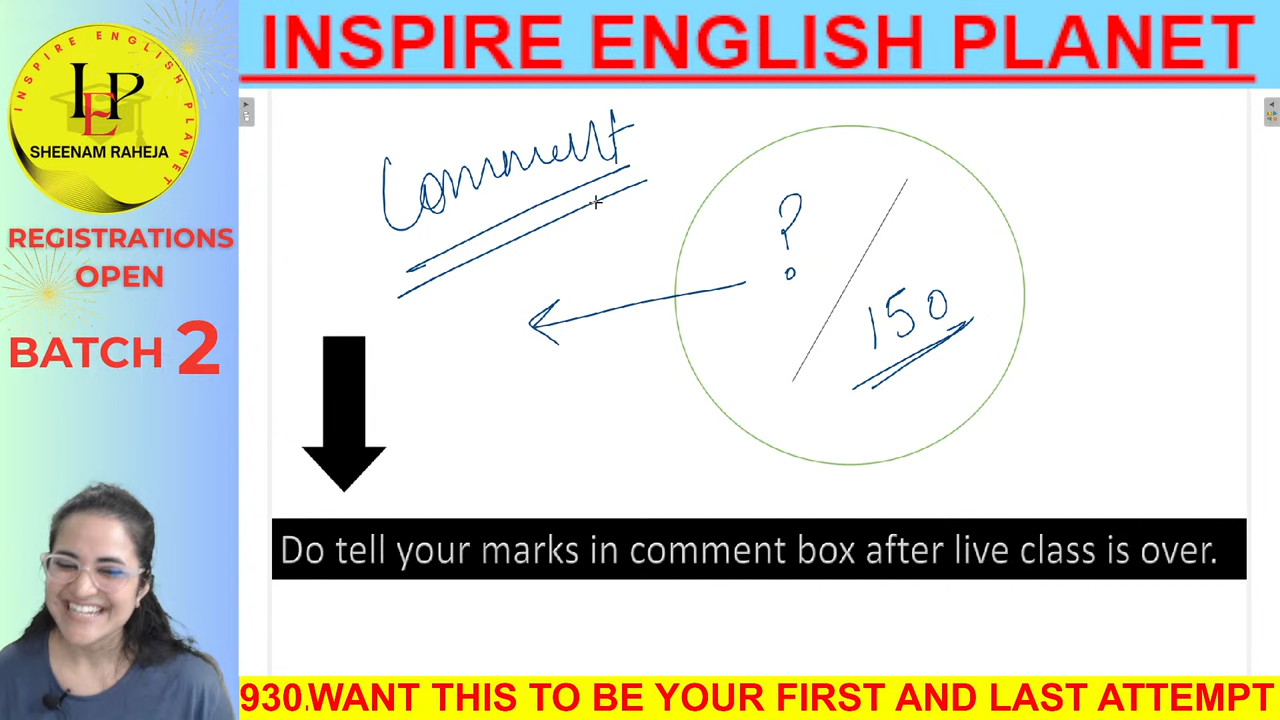 INSPIRE ENGLISH PLANET
INSPIRE ENGLISH PLANET
IEP
SHEENAM RAHEJA
REGISTRATIONS
OPEN
BATCH 2
Comment
?
150
Do tell your marks in comment box after live class is over.
930.WANT THIS TO BE YOUR FIRST AND LAST ATTEMPT